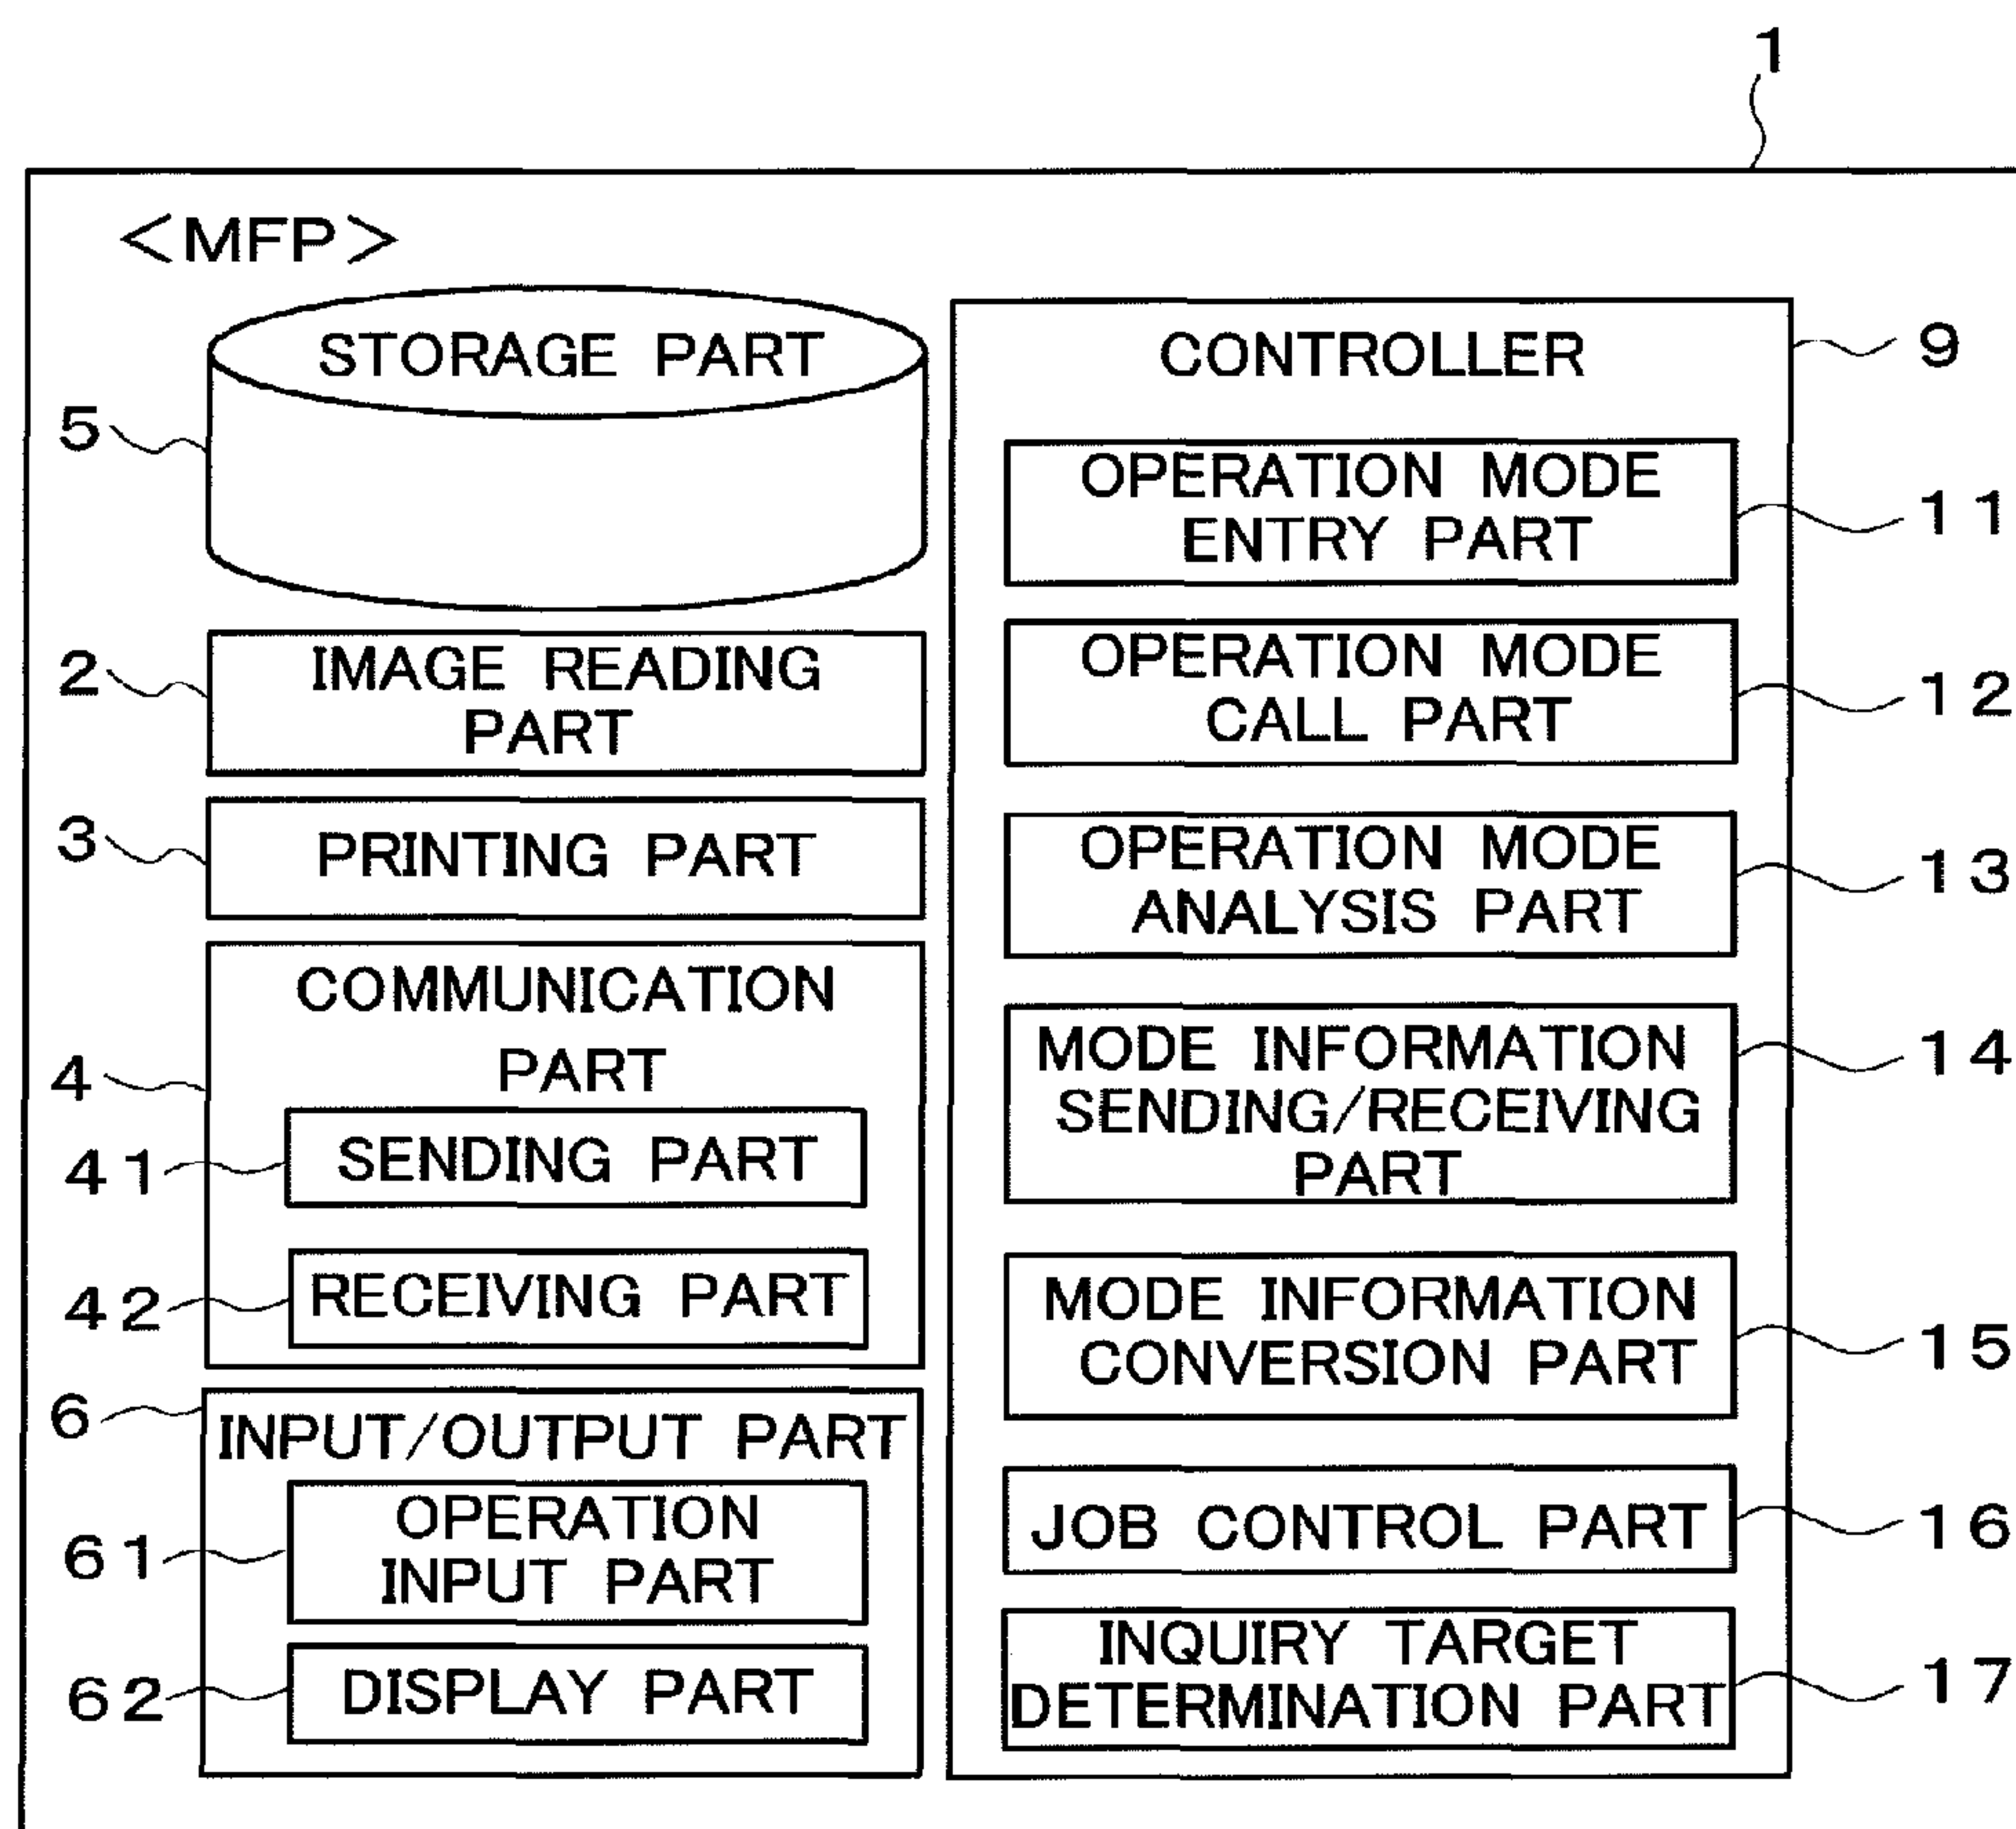 1
<MFP>
STORAGE PART
5
IMAGE READING
PART
2
PRINTING PART
3
COMMUNICATION
PART
4
SENDING PART
41
RECEIVING PART
42
6
INPUT/OUTPUT PART
OPERATION
INPUT PART
61
DISPLAY PART
62
CONTROLLER
9
OPERATION MODE
ENTRY PART
11
OPERATION MODE
CALL PART
12
OPERATION MODE
ANALYSIS PART
13
MODE INFORMATION
SENDING/RECEIVING
PART
14
MODE INFORMATION
CONVERSION PART
15
JOB CONTROL PART
16
INQUIRY TARGET
DETERMINATION PART
17